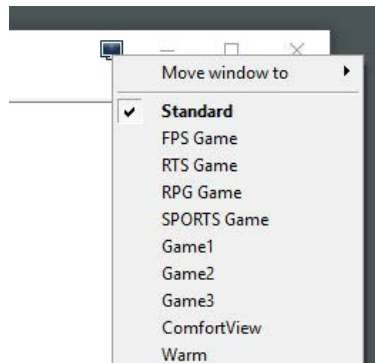 Move window to
Standard
FPS Game
RTS Game
RPG Game
SPORTS Game
Game1
Game2
Game3
ComfortView
Warm